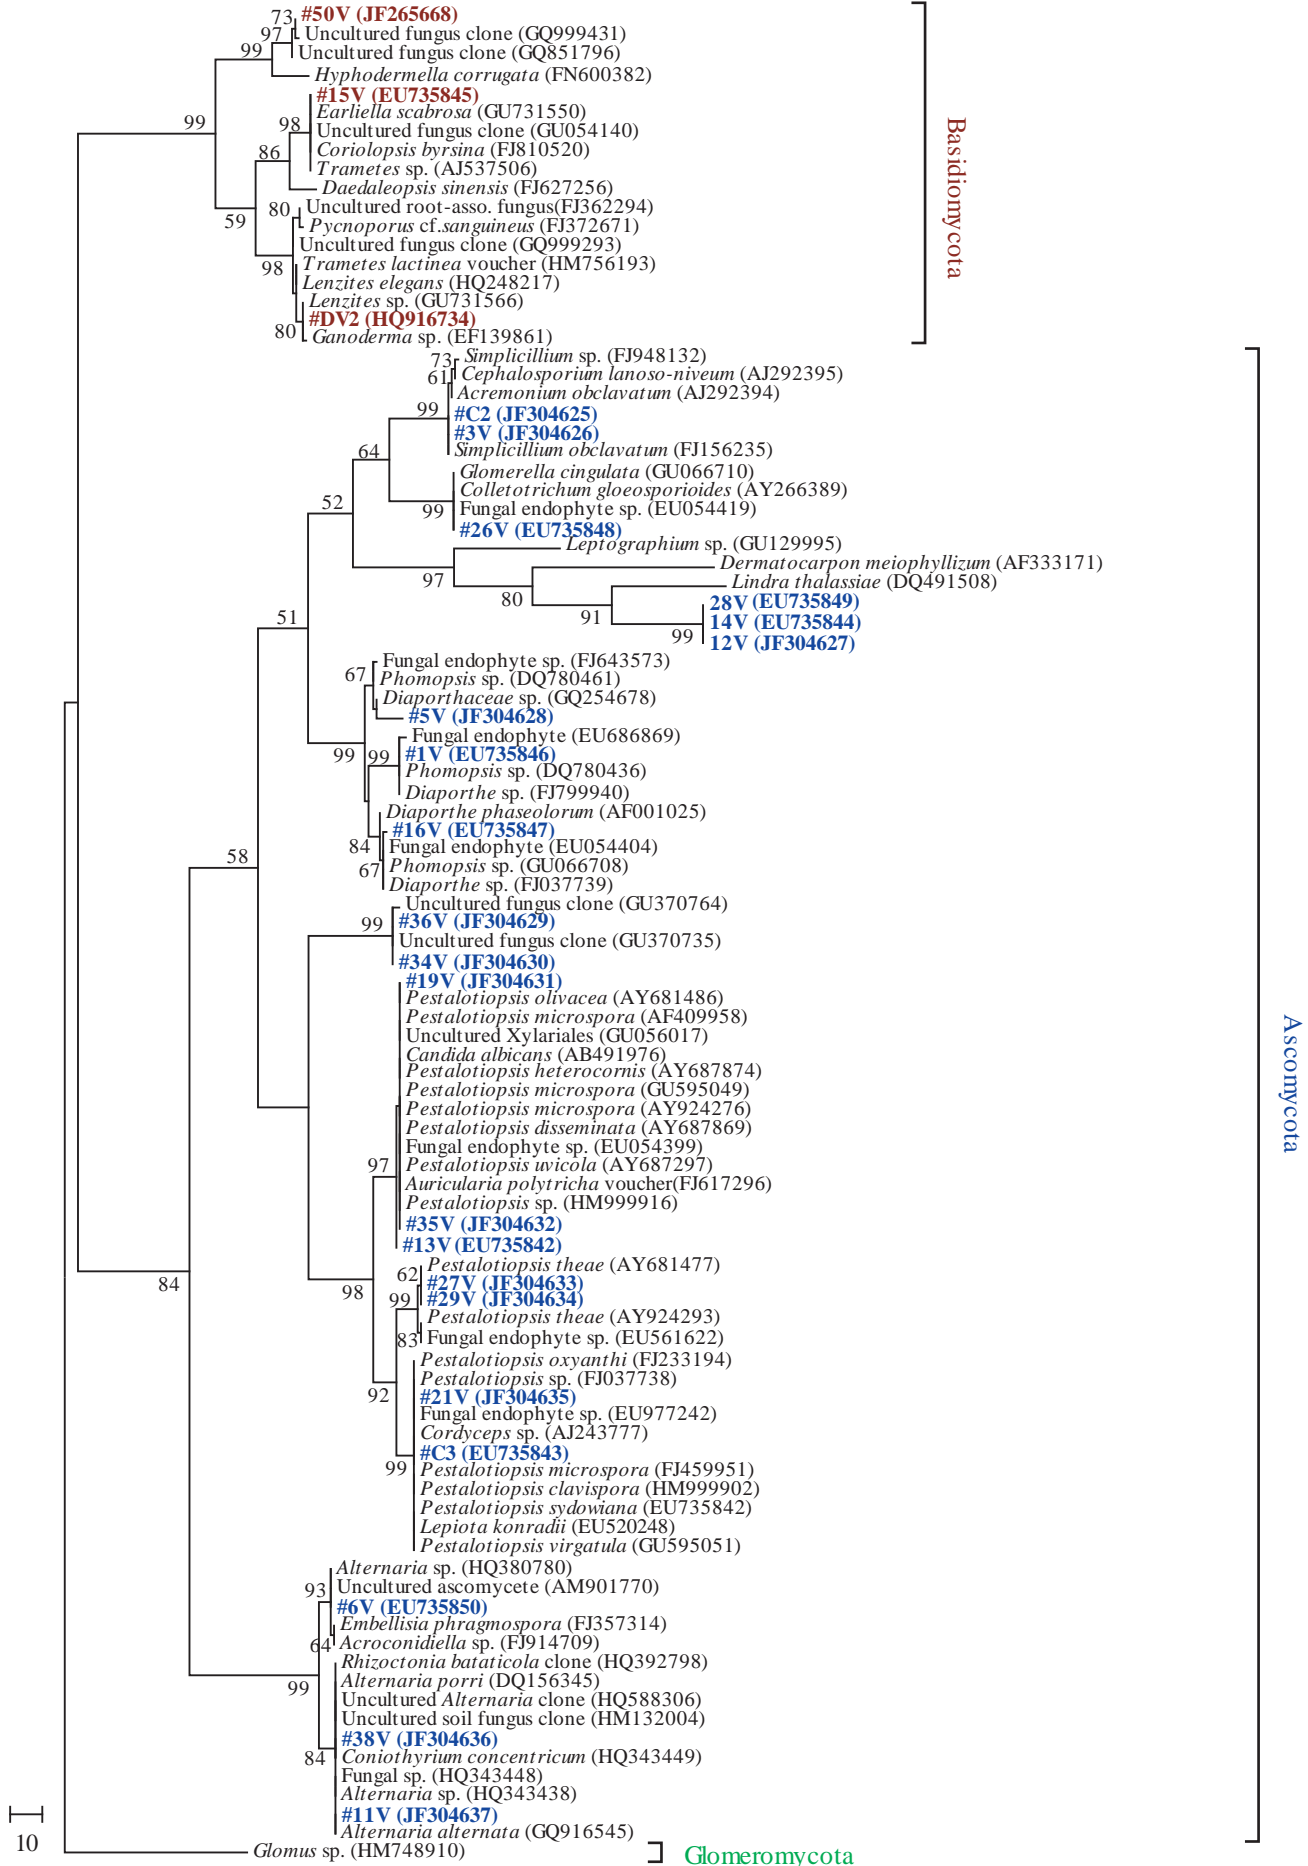 73 #50V (JF265668)
97 Uncultured fungus clone (GQ999431)
99 Uncultured fungus clone (GQ851796)
Hyphodermella corrugata (FN600382)
#15V (EU735845)
Earliella scabrosa (GU731550)
99 98 Uncultured fungus clone (GU054140)
86 Coriolopsis byrsina (FJ810520)
Trametes sp. (AJ537506)
Daedaleopsis sinensis (FJ627256)
80 Uncultured root-asso. fungus(FJ362294)
59 Pycnoporus cf.sanguineus (FJ372671)
Uncultured fungus clone (GQ999293)
98 Trametes lactinea voucher (HM756193)
Lenzites elegans (HQ248217)
Lenzites sp. (GU731566)
#DV2 (HQ916734)
80 Ganoderma sp. (EF139861)
Basidiomycota
73 Simplicillium sp. (FJ948132)
61 Cephalosporium lanoso-niveum (AJ292395)
Acremonium obclavatum (AJ292394)
99 #C2 (JF304625)
#3V (JF304626)
64 Simplicillium obclavatum (FJ156235)
Glomerella cingulata (GU066710)
Colletotrichum gloeosporioides (AY266389)
52 99 Fungal endophyte sp. (EU054419)
#26V (EU735848)
Leptographium sp. (GU129995)
Dermatocarpon meiophyllizum (AF333171)
97 Lindra thalassiae (DQ491508)
80 28V (EU735849)
51 91 14V (EU735844)
99 12V (JF304627)
Fungal endophyte sp. (FJ643573)
67 Phomopsis sp. (DQ780461)
Diaporthaceae sp. (GQ254678)
#5V (JF304628)
Fungal endophyte (EU686869)
99 99 #1V (EU735846)
Phomopsis sp. (DQ780436)
Diaporthe sp. (FJ799940)
Diaporthe phaseolorum (AF001025)
#16V (EU735847)
84 Fungal endophyte (EU054404)
58 67 Phomopsis sp. (GU066708)
Diaporthe sp. (FJ037739)
Uncultured fungus clone (GU370764)
99 #36V (JF304629)
Uncultured fungus clone (GU370735)
#34V (JF304630)
#19V (JF304631)
Pestalotiopsis olivacea (AY681486)
Pestalotiopsis microspora (AF409958)
Uncultured Xylariales (GU056017)
Candida albicans (AB491976)
Pestalotiopsis heterocornis (AY687874)
Pestalotiopsis microspora (GU595049)
Pestalotiopsis microspora (AY924276)
Pestalotiopsis disseminata (AY687869)
Fungal endophyte sp. (EU054399)
97 Pestalotiopsis uvicola (AY687297)
Auricularia polytricha voucher(FJ617296)
Pestalotiopsis sp. (HM999916)
#35V (JF304632)
#13V (EU735842)
Pestalotiopsis theae (AY681477)
62 #27V (JF304633)
84 98 99 #29V (JF304634)
Pestalotiopsis theae (AY924293)
83 Fungal endophyte sp. (EU561622)
Pestalotiopsis oxyanthi (FJ233194)
Pestalotiopsis sp. (FJ037738)
92 #21V (JF304635)
Fungal endophyte sp. (EU977242)
Cordyceps sp. (AJ243777)
#C3 (EU735843)
99 Pestalotiopsis microspora (FJ459951)
Pestalotiopsis clavispora (HM999902)
Pestalotiopsis sydowiana (EU735842)
Lepiota konradii (EU520248)
Pestalotiopsis virgatula (GU595051)
Alternaria sp. (HQ380780)
93 Uncultured ascomycete (AM901770)
#6V (EU735850)
Embellisia phragmospora (FJ357314)
64 Acroconidiella sp. (FJ914709)
Rhizoctonia bataticola clone (HQ392798)
99 Alternaria porri (DQ156345)
Uncultured Alternaria clone (HQ588306)
Uncultured soil fungus clone (HM132004)
#38V (JF304636)
84 Coniothyrium concentricum (HQ343449)
Fungal sp. (HQ343448)
Alternaria sp. (HQ343438)
#11V (JF304637)
Alternaria alternata (GQ916545)
Ascomycota
10
Glomus sp. (HM748910)
Glomeromycota